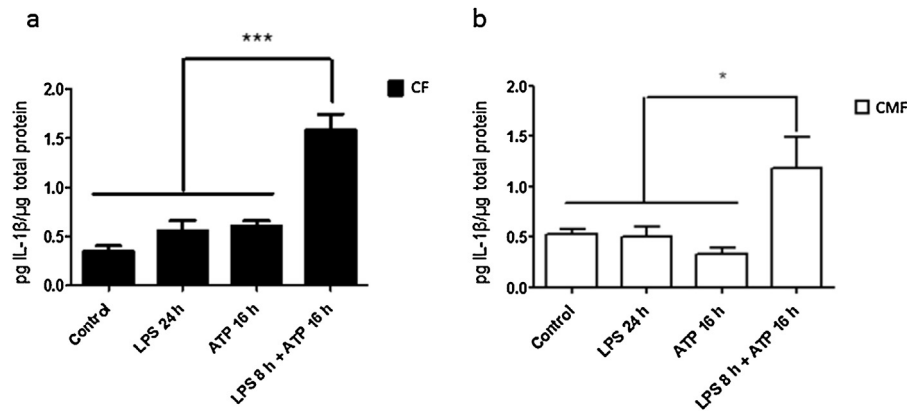 a
***
CF
pg IL-1β/μg total protein
2.0
1.5
1.0
0.5
0.0
Control
LPS 24 h
ATP 16 h
LPS 8 h + ATP 16 h
b
*
CMF
pg IL-1β/μg total protein
2.0
1.5
1.0
0.5
0.0
Control
LPS 24 h
ATP 16 h
LPS 8 h + ATP 16 h